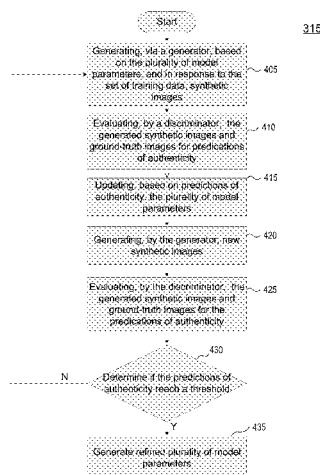 Start
315
Generating, via a generator, based
on the plurality of model
parameters, and in response to the
set of training data, synthetic
images
405
Evaluating, by a discriminator, the
generated synthetic images and
ground-truth images for predications
of authenticity
410
Updating, based on predictions of
authenticity, the plurality of model
parameters
415
Generating, by the generator, new
synthetic images
420
Evaluating, by the discriminator, the
generated synthetic images and
ground-truth images for the
predications of authenticity
425
430
Determine if the predictions of
authenticity reach a threshold
N
Y
435
Generate refined plurality of model
parameters